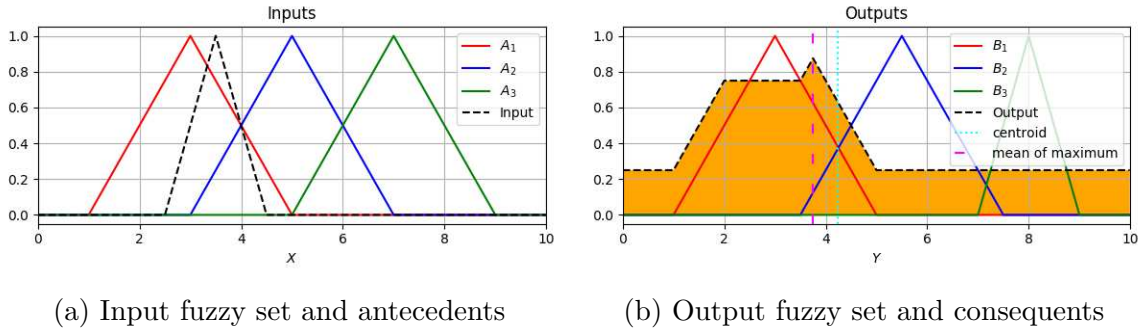 Inputs
1.0
0.8
0.6
0.4
0.2
0.0
A1
A2
A3
Input
0 2 4 6 8 10
X
Outputs
1.0
0.8
0.6
0.4
0.2
0.0
B1
B2
B3
Output
centroid
mean of maximum
0 2 4 6 8 10
Y
(a) Input fuzzy set and antecedents
(b) Output fuzzy set and consequents